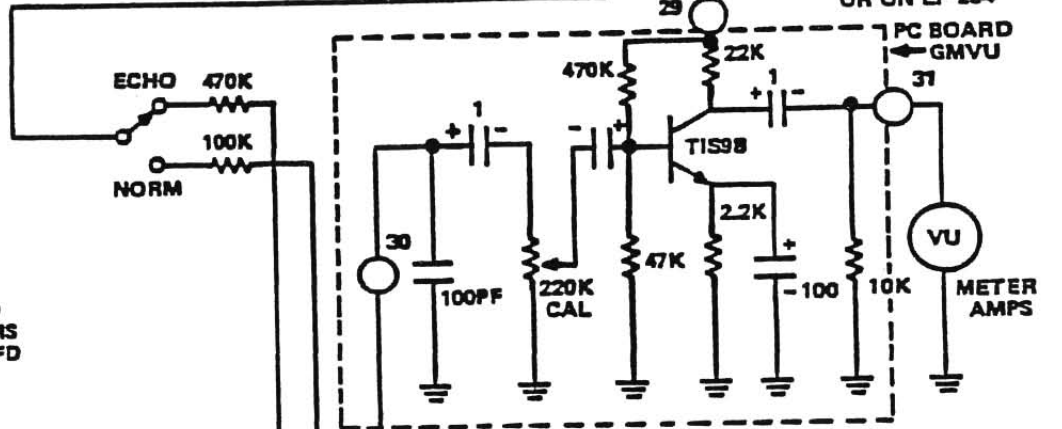 29
PC BOARD
GMVU
ECHO
470K
100K
NORM
470K
22K
+
1
-
31
+
1
-
-
+
TIS98
30
100PF
220K
CAL
47K
2.2K
+
-100
10K
VU
METER
AMPS